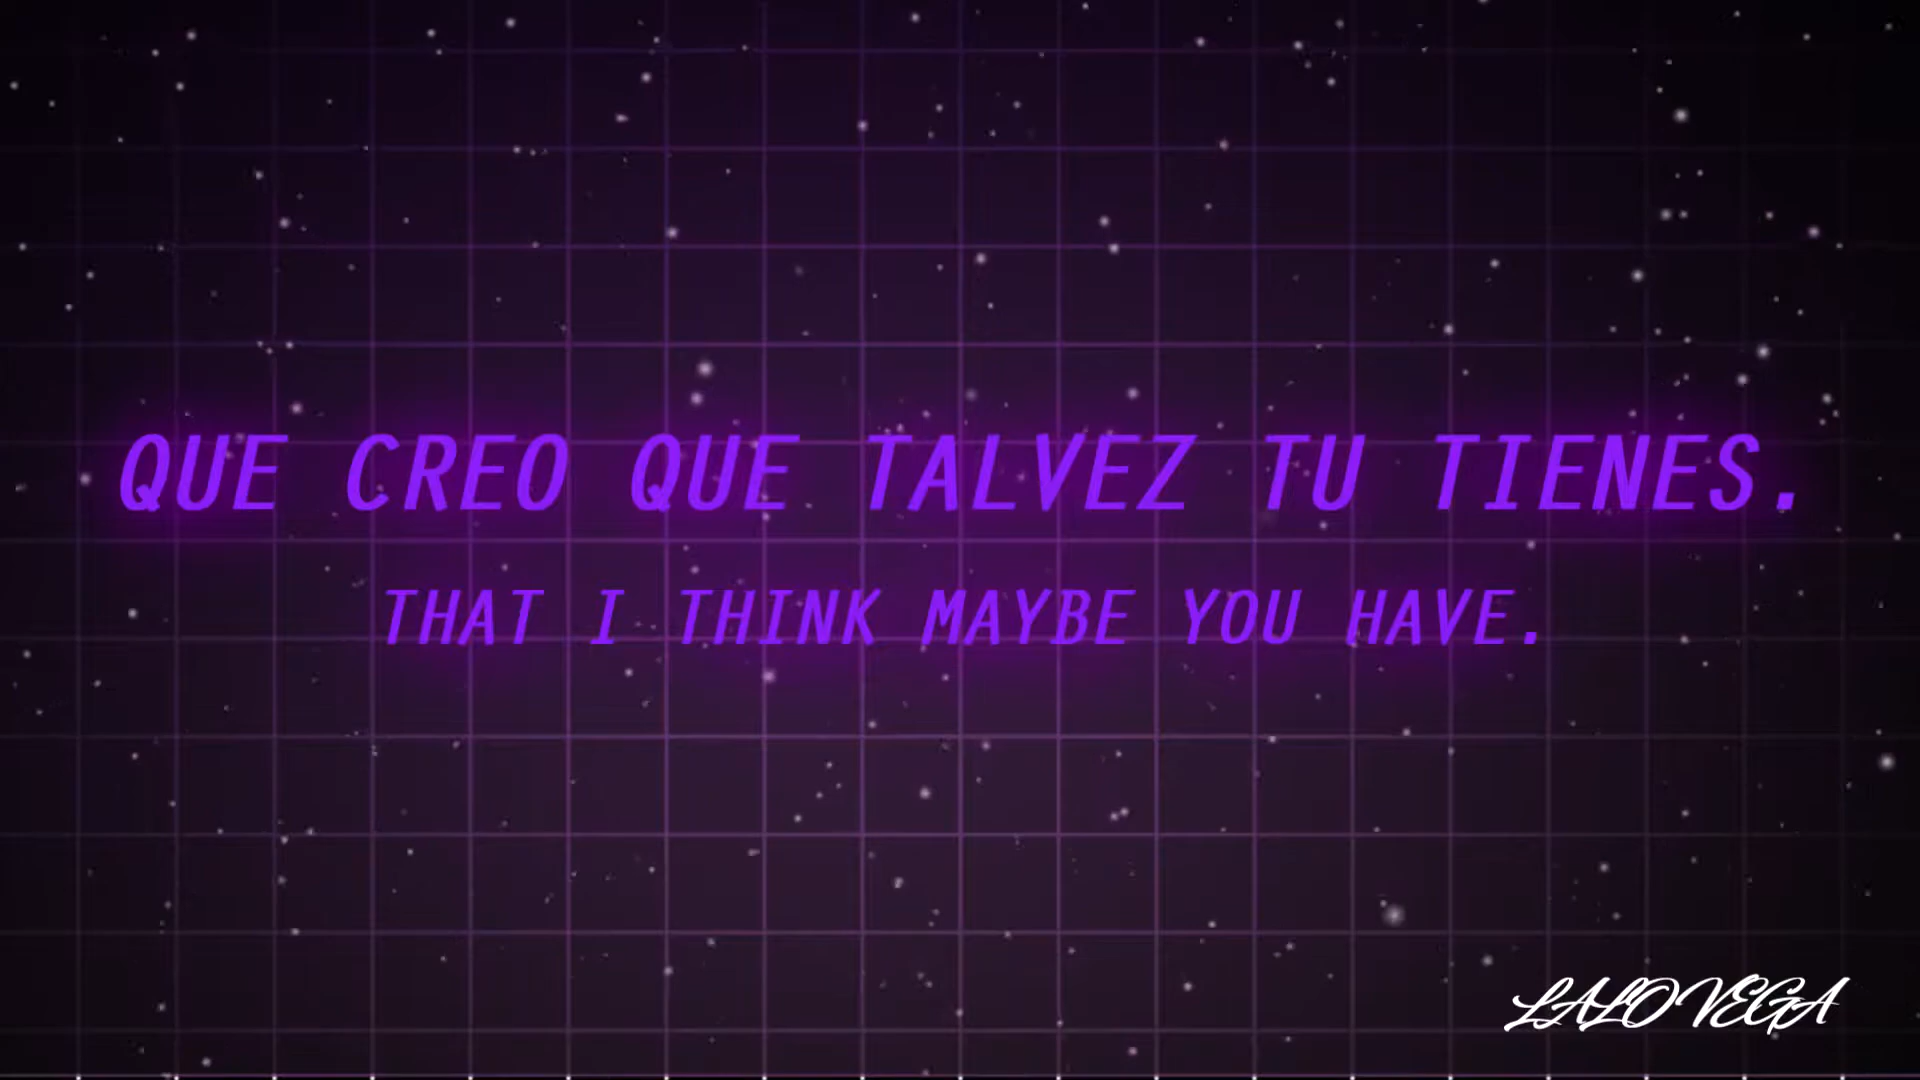 QUE CREO QUE TALVEZ TU TIENES.
THAT I THINK MAYBE YOU HAVE.
LALO VEGA